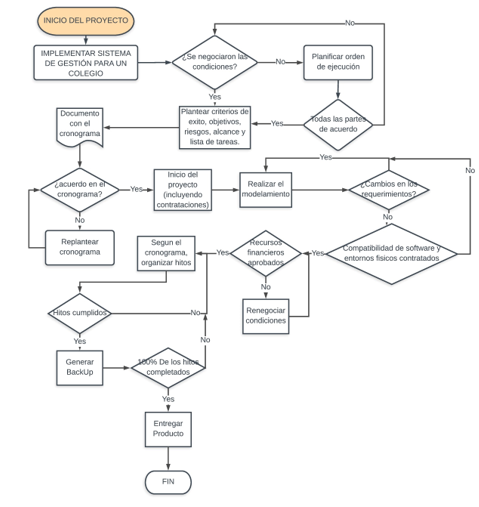 INICIO DEL PROYECTO
No
IMPLEMENTAR SISTEMA
DE GESTIÓN PARA UN
COLEGIO
¿Se negociaron las
condiciones?
No
Planificar orden
de ejecución
Yes
Documento
con el
cronograma
Plantear criterios de
exito, objetivos,
riesgos, alcance y
lista de tareas.
Yes
Todas las partes
de acuerdo
Yes
No
¿acuerdo en el
cronograma?
Yes
Inicio del
proyecto
(incluyendo
contrataciones)
Realizar el
modelamiento
¿Cambios en los
requerimientos?
No
No
Replantear
cronograma
Segun el
cronograma,
organizar hitos
Yes
Recursos
financieros
aprobados
Yes
Compatibilidad de software y
entornos fisicos contratados
No
Renegociar
condiciones
Hitos cumplidos
No
Yes
No
Generar
BackUp
100% De los hitos
completados
Yes
Entregar
Producto
FIN